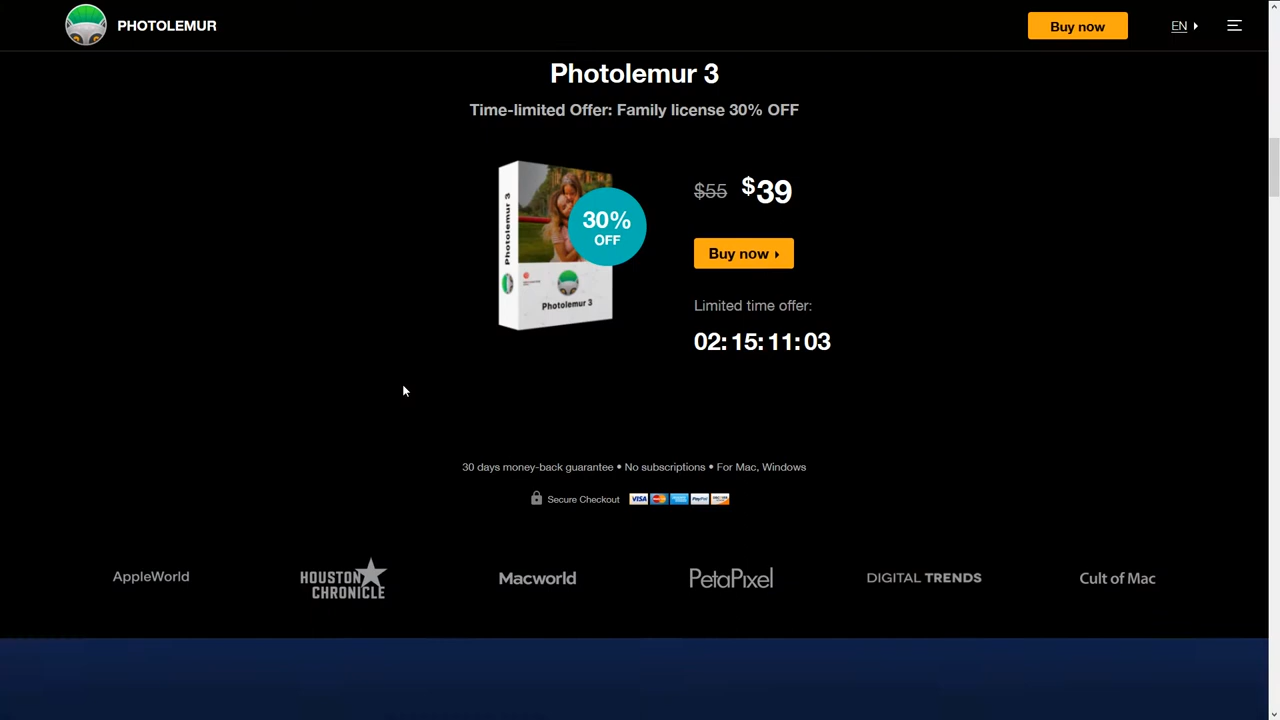 PHOTOLEMUR
Buy now
EN
Photolemur 3
Time-limited Offer: Family license 30% OFF
Photolemur 3
30%
OFF
Photolemur 3
$55 $39
Buy now
Limited time offer:
02: 15: 11: 03
30 days money-back guarantee • No subscriptions • For Mac, Windows
Secure Checkout VISA PayPal
AppleWorld
HOUSTON
CHRONICLE
Macworld
PetaPixel
DIGITAL TRENDS
Cult of Mac